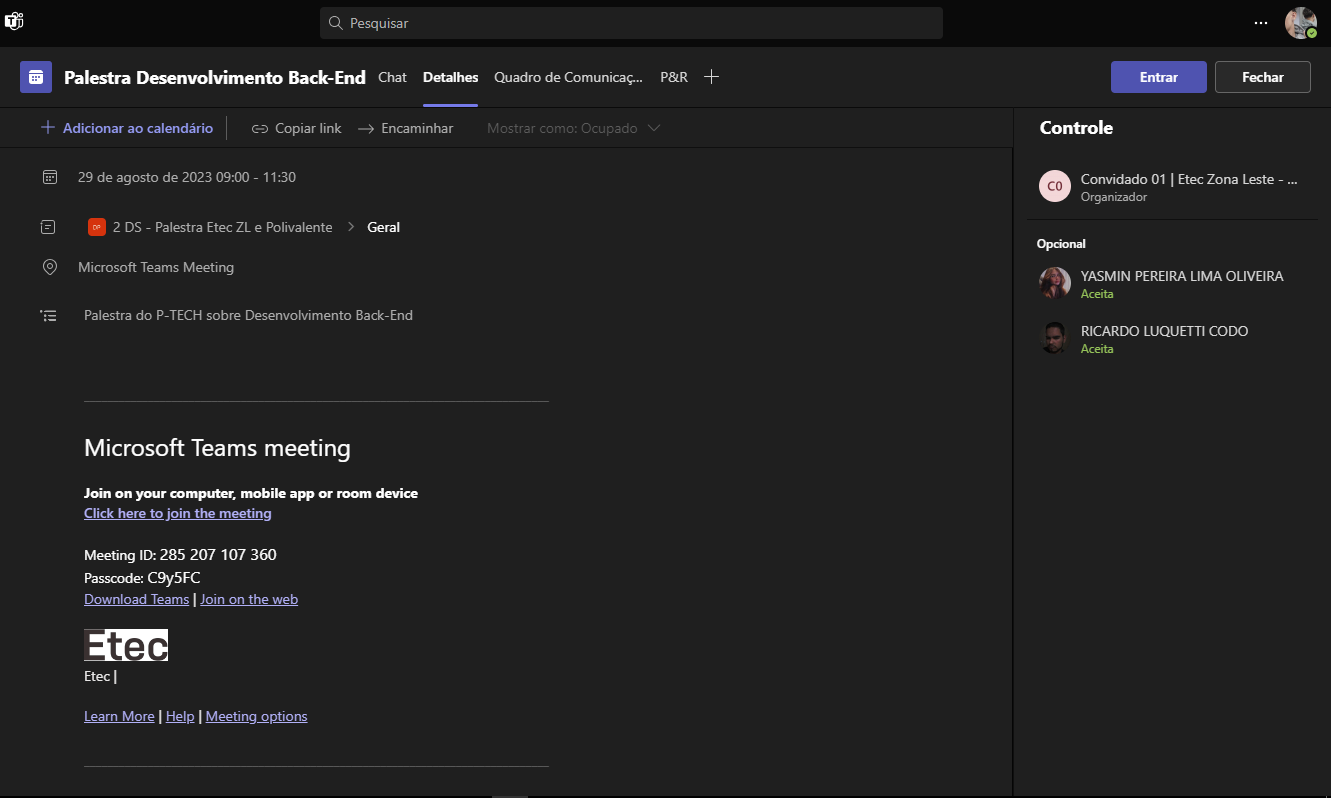 Pesquisar
Palestra Desenvolvimento Back-End Chat Detalhes Quadro de Comunicaç... P&R
Entrar Fechar
Adicionar ao calendário Copiar link Encaminhar Mostrar como: Ocupado
Controle
29 de agosto de 2023 09:00 - 11:30
C0 Convidado 01 | Etec Zona Leste - ...
Organizador
DP 2 DS - Palestra Etec ZL e Polivalente > Geral
Microsoft Teams Meeting
Palestra do P-TECH sobre Desenvolvimento Back-End
Opcional
YASMIN PEREIRA LIMA OLIVEIRA
Aceita
RICARDO LUQUETTI CODO
Aceita
Microsoft Teams meeting
Join on your computer, mobile app or room device
Click here to join the meeting
Meeting ID: 285 207 107 360
Passcode: C9y5FC
Download Teams | Join on the web
Etec
Etec |
Learn More | Help | Meeting options